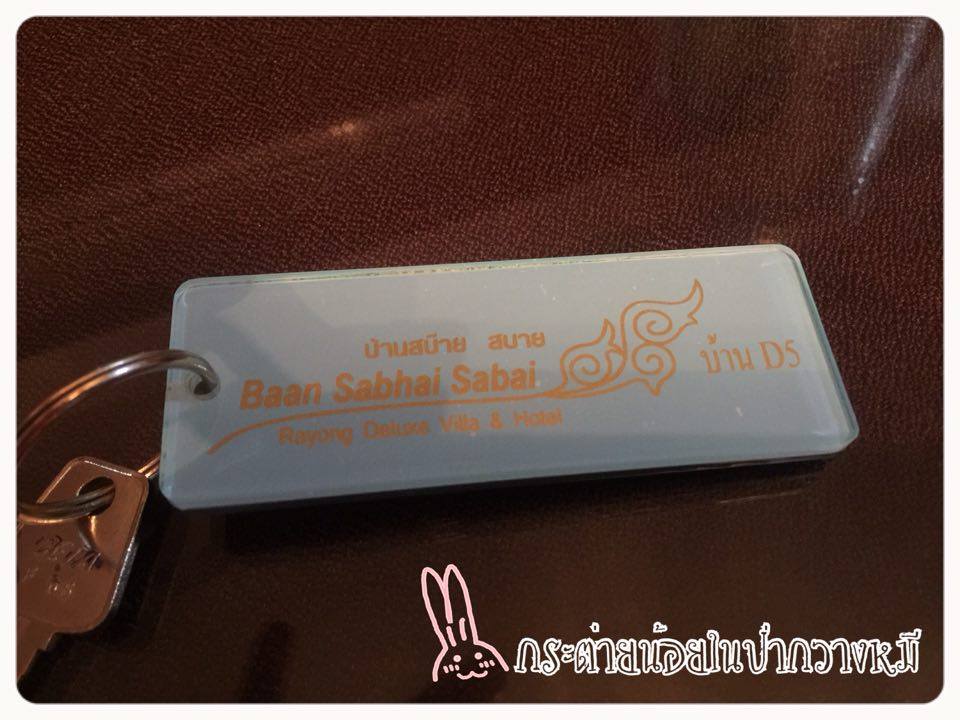 บ้านสบ๊าย สบาย
Baan Sabhai Sabai
Rayong Deluxe Villa & Hotel
บ้าน D5
กระต่ายน้อยในป่ากวางหมี